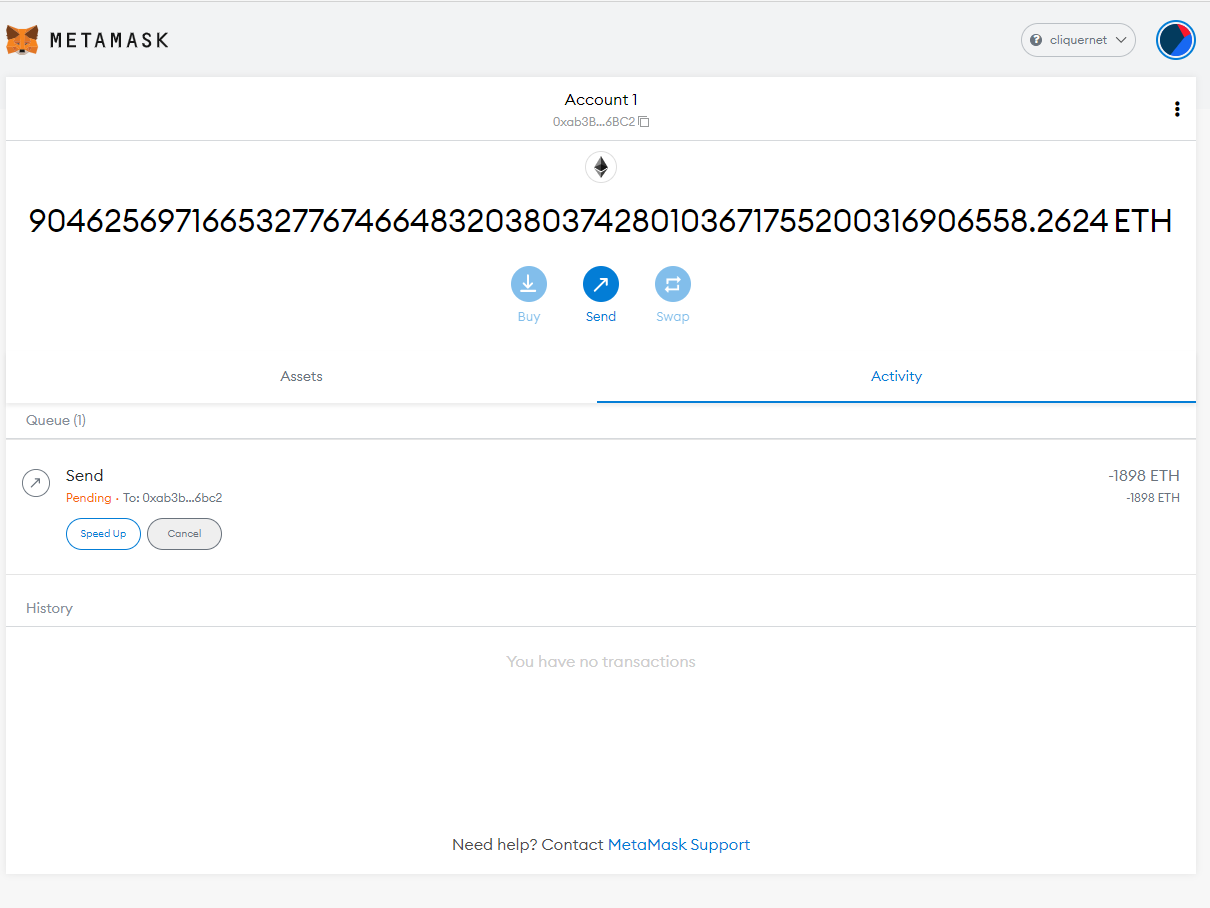 METAMASK
cliquernet
Account 1
0xab3B...6BC2
904625697166532776746648320380374280103671755200316906558.2624 ETH
Buy
Send
Swap
Assets
Activity
Queue (1)
Send
-1898 ETH
Pending · To: 0xab3b...6bc2
-1898 ETH
Speed Up
Cancel
History
You have no transactions
Need help? Contact MetaMask Support